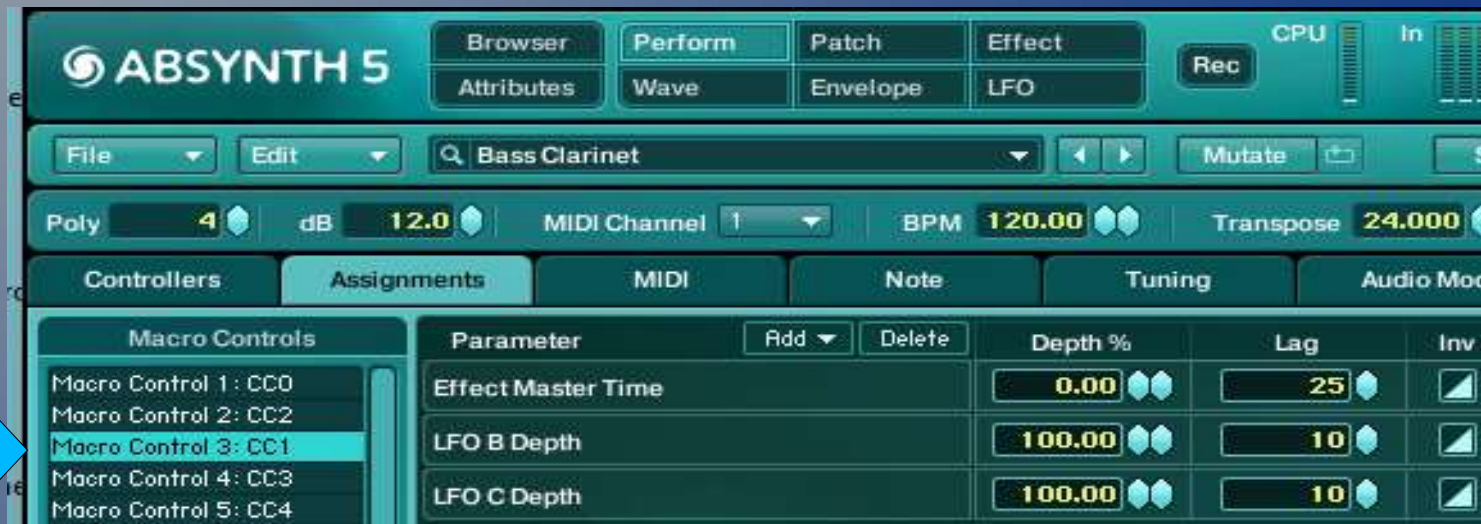 ABSYNTH 5
Browser Perform Patch Effect
Attributes Wave Envelope LFO
Rec
CPU In
File Edit Bass Clarinet Mutate
Poly 4 dB 12.0 MIDI Channel 1 BPM 120.00 Transpose 24.000
Controllers Assignments MIDI Note Tuning Audio Mod
Macro Controls
Macro Control 1: CC0
Macro Control 2: CC2
Macro Control 3: CC1
Macro Control 4: CC3
Macro Control 5: CC4
Parameter Add Delete Depth % Lag Inv
Effect Master Time 0.00 25
LFO B Depth 100.00 10
LFO C Depth 100.00 10